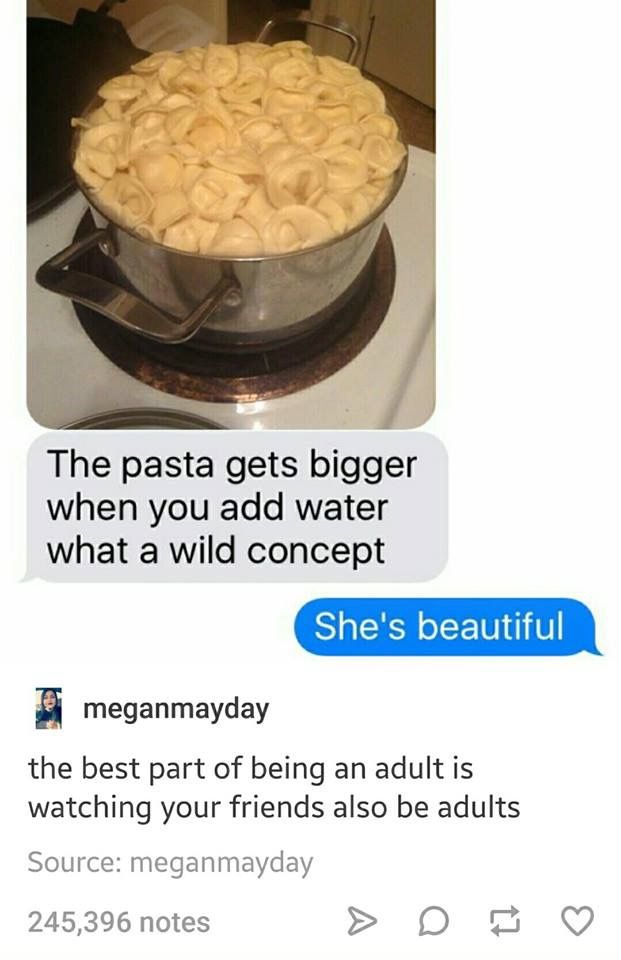 The pasta gets bigger
when you add water
what a wild concept
She's beautiful
meganmayday
the best part of being an adult is
watching your friends also be adults
Source: meganmayday
245,396 notes